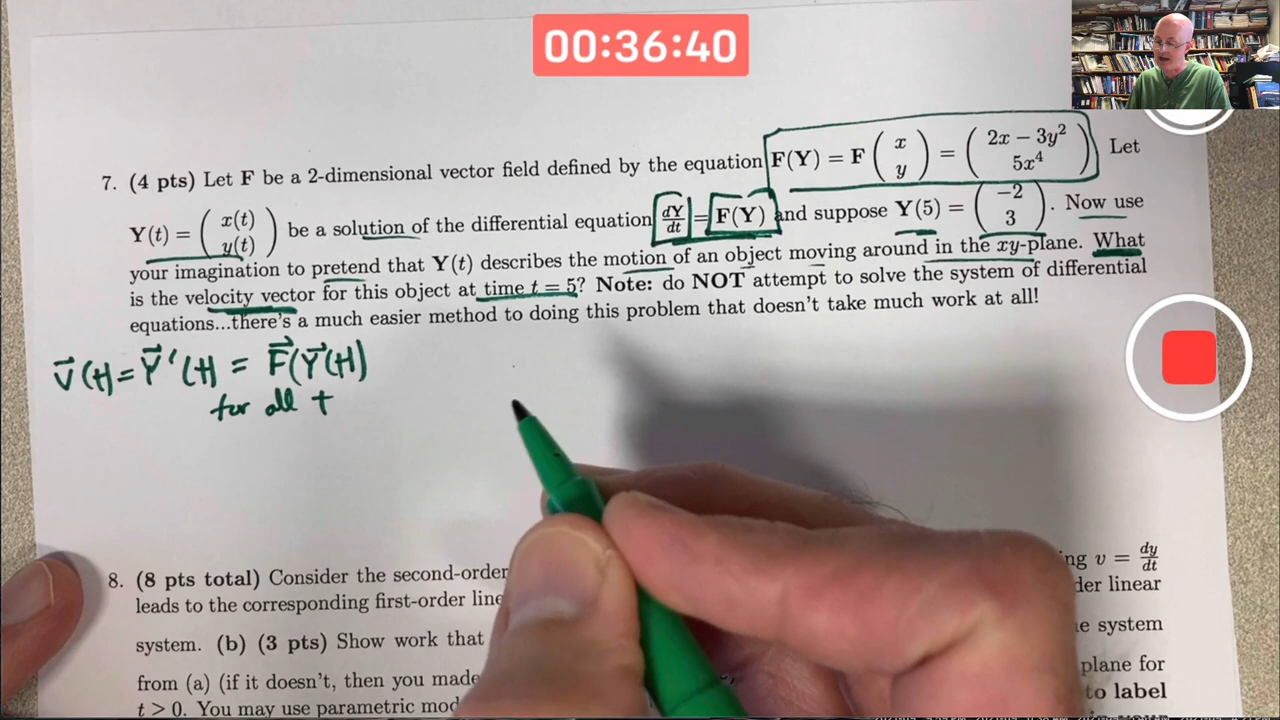 00:36:40
7. (4 pts) Let F be a 2-dimensional vector field defined by the equation F(Y) = F ( x y ) = ( 2x − 3y² 5x⁴ ) Let
Y(t) = ( x(t) y(t) ) be a solution of the differential equation dY/dt = F(Y) and suppose Y(5) = ( −2 3 ). Now use
your imagination to pretend that Y(t) describes the motion of an object moving around in the xy-plane. What
is the velocity vector for this object at time t = 5? Note: do NOT attempt to solve the system of differential
equations...there's a much easier method to doing this problem that doesn't take much work at all!
V⃗(t) = Y⃗'(t) = F⃗(Y⃗(t))
for all t
8. (8 pts total) Consider the second-order ng v = dy/dt
leads to the corresponding first-order line der linear
system. (b) (3 pts) Show work that e system
from (a) (if it doesn't, then you made plane for
t > 0. You may use parametric mod to label